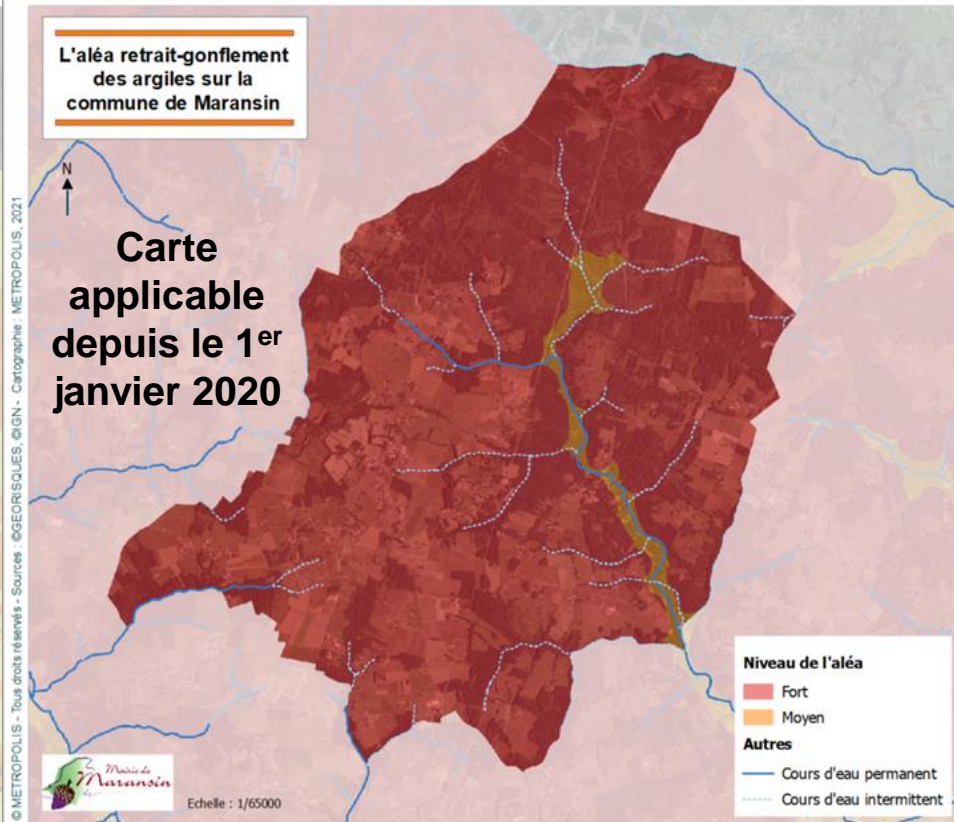 L'aléa retrait-gonflement
des argiles sur la
commune de Maransin
N
Carte
applicable
depuis le 1er
janvier 2020
© METROPOLIS - Tous droits réservés - Sources : ©GEORISQUES, ©IGN - Cartographie : METROPOLIS, 2021
Mairie de
Maransin
Echelle : 1/65000
Niveau de l'aléa
Fort
Moyen
Autres
Cours d'eau permanent
Cours d'eau intermittent